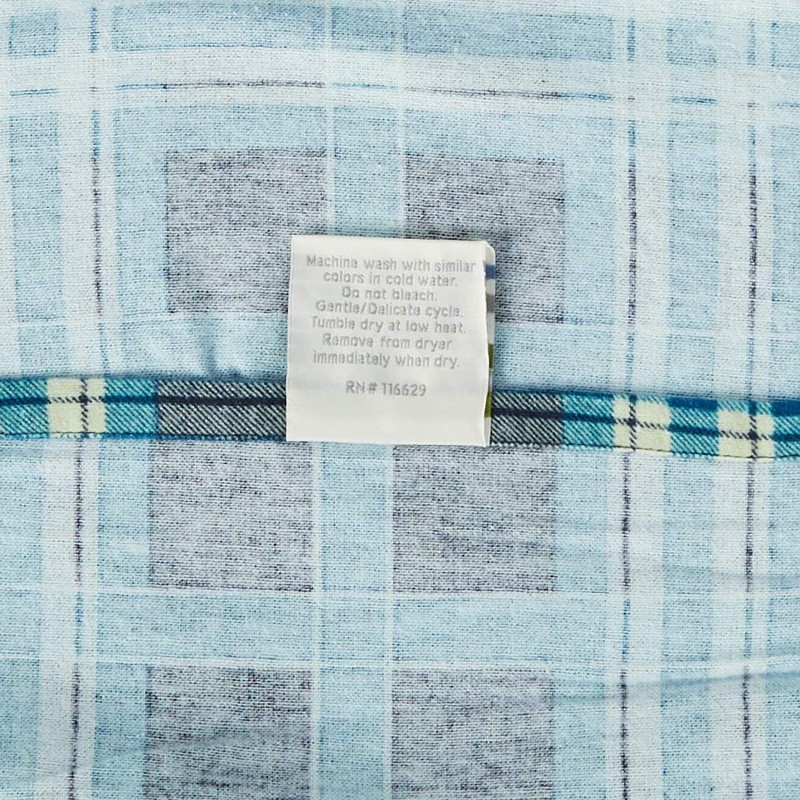 Machine wash with similar
colors in cold water.
Do not bleach.
Gentle/Delicate cycle.
Tumble dry at low heat.
Remove from dryer
immediately when dry.
RN# 116629